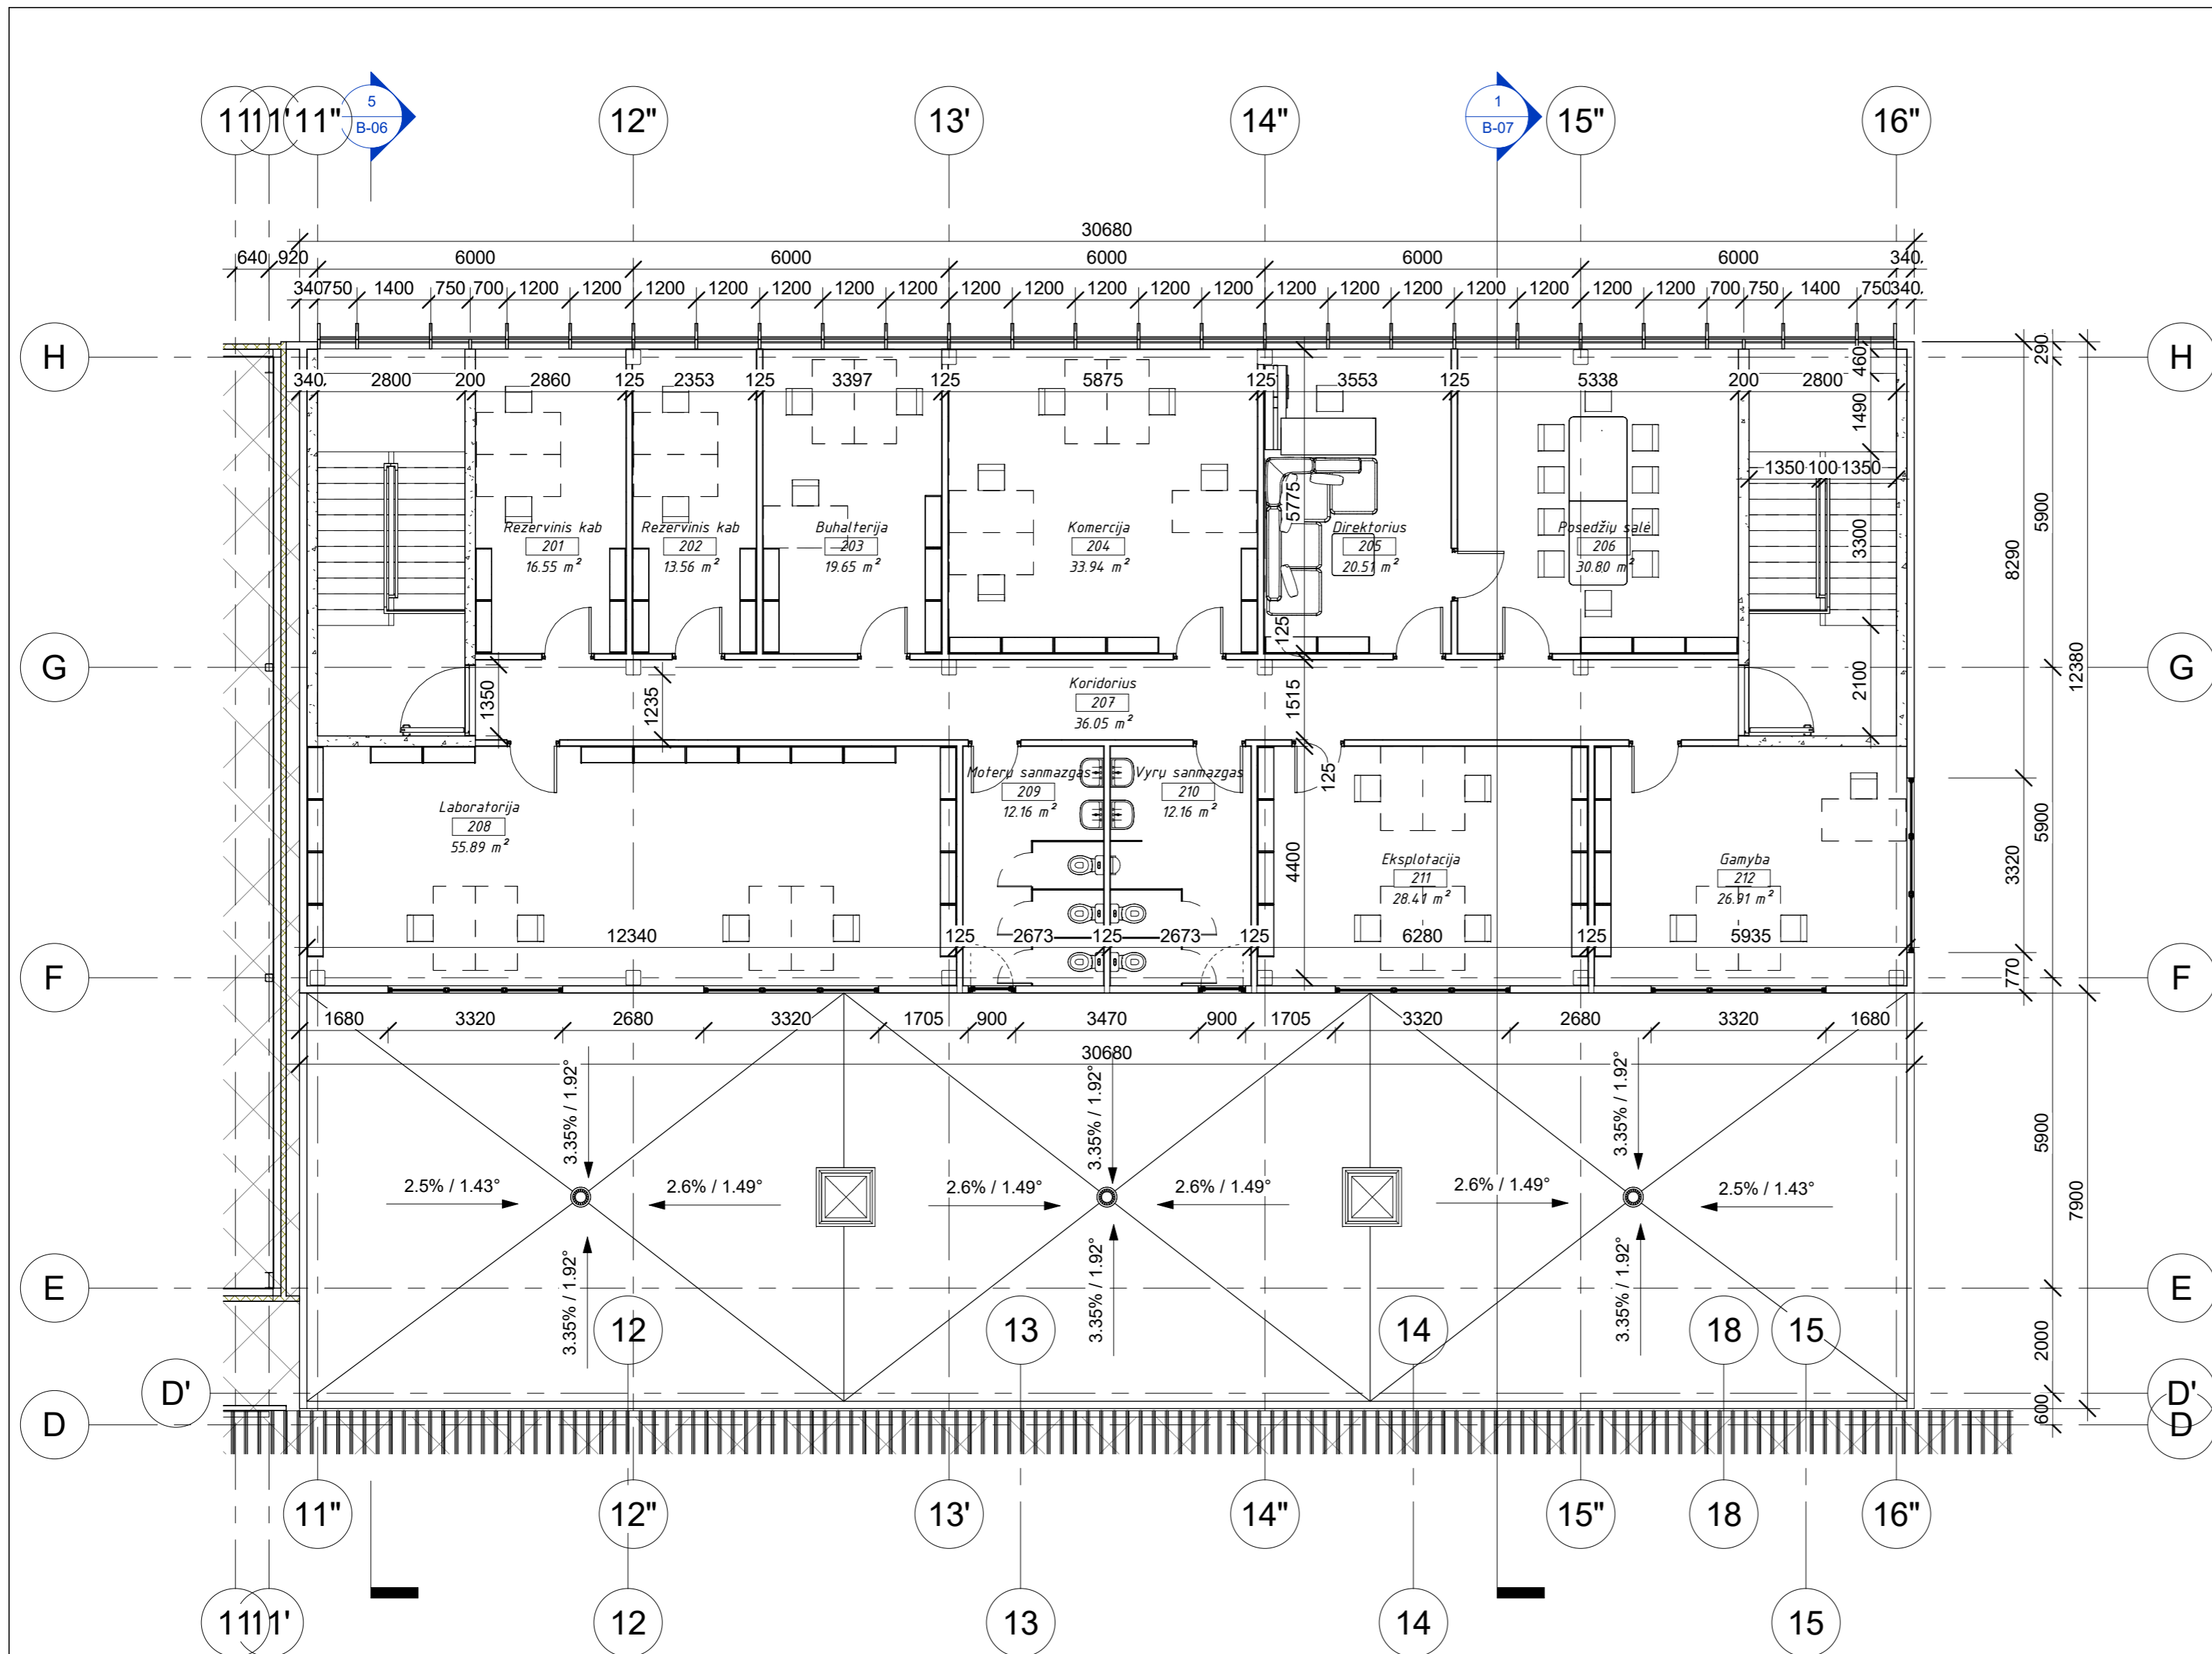 11 11' 11" 5 12" 13' 14" 1 15" 16"
B-06 B-07
30680
640 920 6000 6000 6000 6000 6000 340
340 750 1400 750 700 1200 1200 1200 1200 1200 1200 1200 1200 1200 1200 1200 1200 1200 1200 1200 1200 1200 1200 1200 700 750 1400 750 340
H H
290
460
340 2800 200 2860 125 2353 125 3397 125 5875 125 3553 125 5338 200 2800
1490
1350 100 1350
5775
5900
3300
8290
Rezervinis kab Rezervinis kab Buhalterija Komercija Direktorius Posedžių salė
201 202 203 204 205 206
16.55 m² 13.56 m² 19.65 m² 33.94 m² 20.51 m² 30.80 m²
125
G G
12380
Koridorius
207
36.05 m²
1350 1235 1515 2100
125
Moterų sanmazgas Vyrų sanmazgas
209 210
12.16 m² 12.16 m²
Laboratorija
208
55.89 m²
4400
Eksplotacija Gamyba
211 212
28.41 m² 26.91 m²
5900
3320
12340 125 2673 125 2673 125 6280 125 5935
F F
770
1680 3320 2680 3320 1705 900 3470 900 1705 3320 2680 3320 1680
30680
3.35% / 1.92° 3.35% / 1.92° 3.35% / 1.92°
5900
2.5% / 1.43° 2.6% / 1.49° 2.6% / 1.49° 2.6% / 1.49° 2.6% / 1.49° 2.5% / 1.43°
7900
3.35% / 1.92° 3.35% / 1.92° 3.35% / 1.92°
E E
12 13 14 18 15
2000
D' D'
600
D D
11" 12" 13' 14" 15" 18 16"
11 11' 12 13 14 15